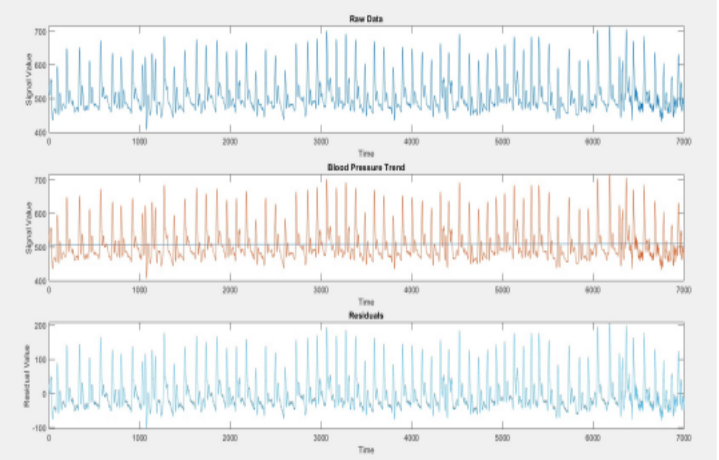 Raw Data
Signal Value
700
600
500
400
0 1000 2000 3000 4000 5000 6000 7000
Time
Blood Pressure Trend
Signal Value
700
600
500
400
0 1000 2000 3000 4000 5000 6000 7000
Time
Residuals
Residual Value
200
100
0
-100
0 1000 2000 3000 4000 5000 6000 7000
Time